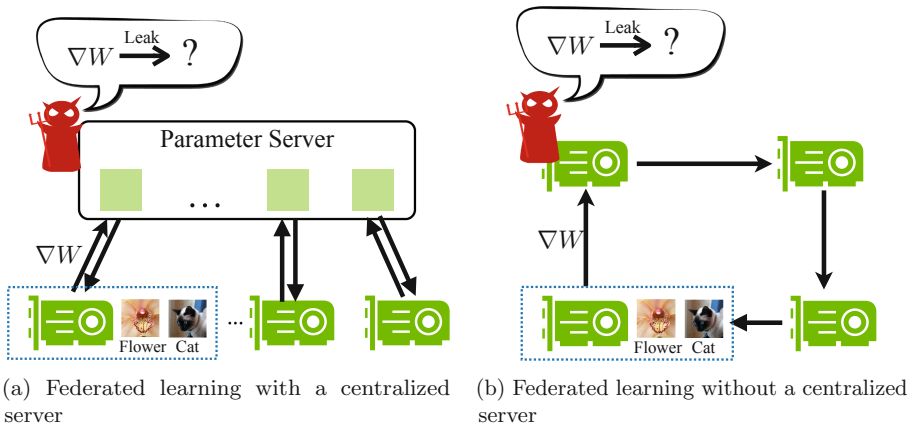 Leak
∇W ?
Parameter Server
...
∇W
...
Flower Cat
(a) Federated learning with a centralized
server
Leak
∇W ?
∇W
Flower Cat
(b) Federated learning without a centralized
server